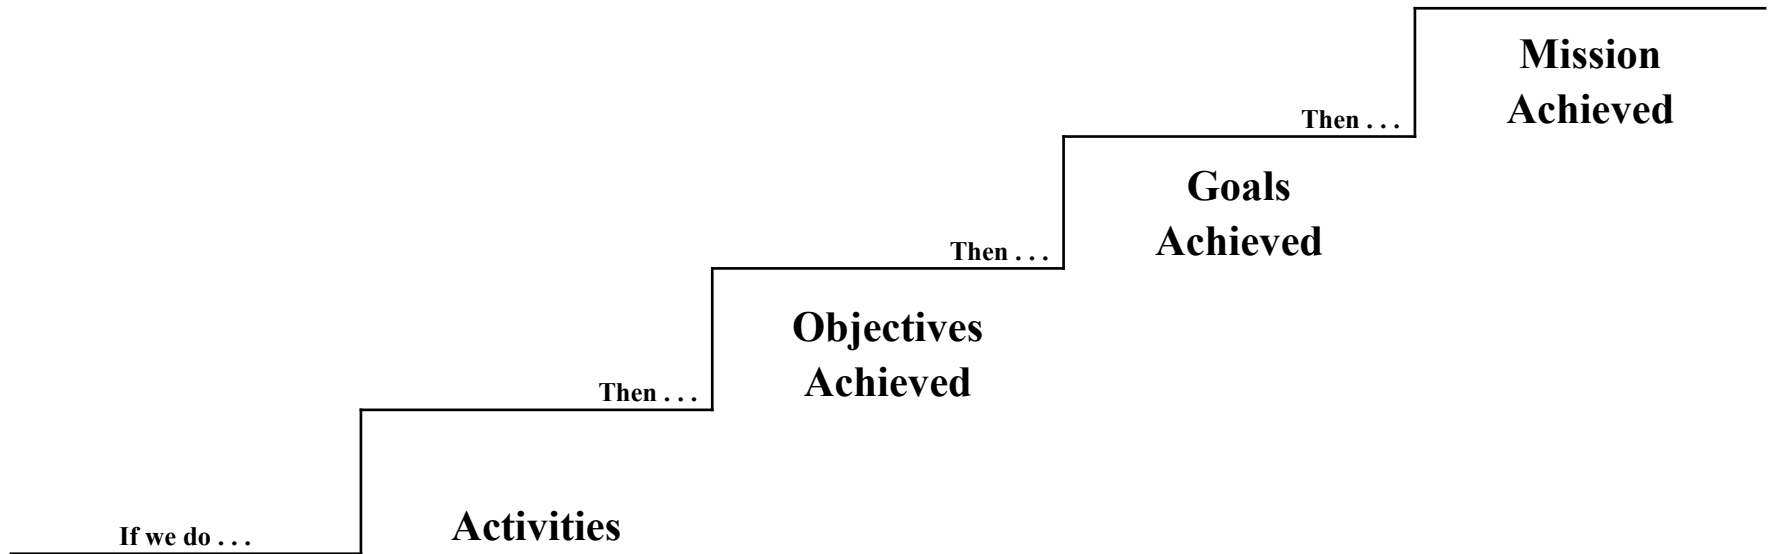 Mission
Achieved
Then . . .
Goals
Achieved
Then . . .
Objectives
Achieved
Then . . .
Activities
If we do . . .